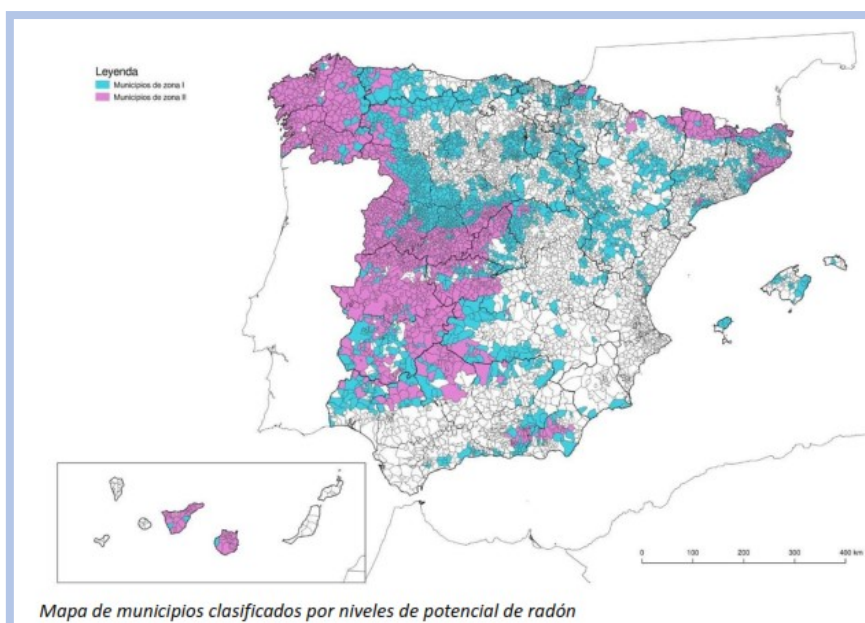 Leyenda
Municipios de zona I
Municipios de zona II
0 100 200 300 400 km
Mapa de municipios clasificados por niveles de potencial de radón